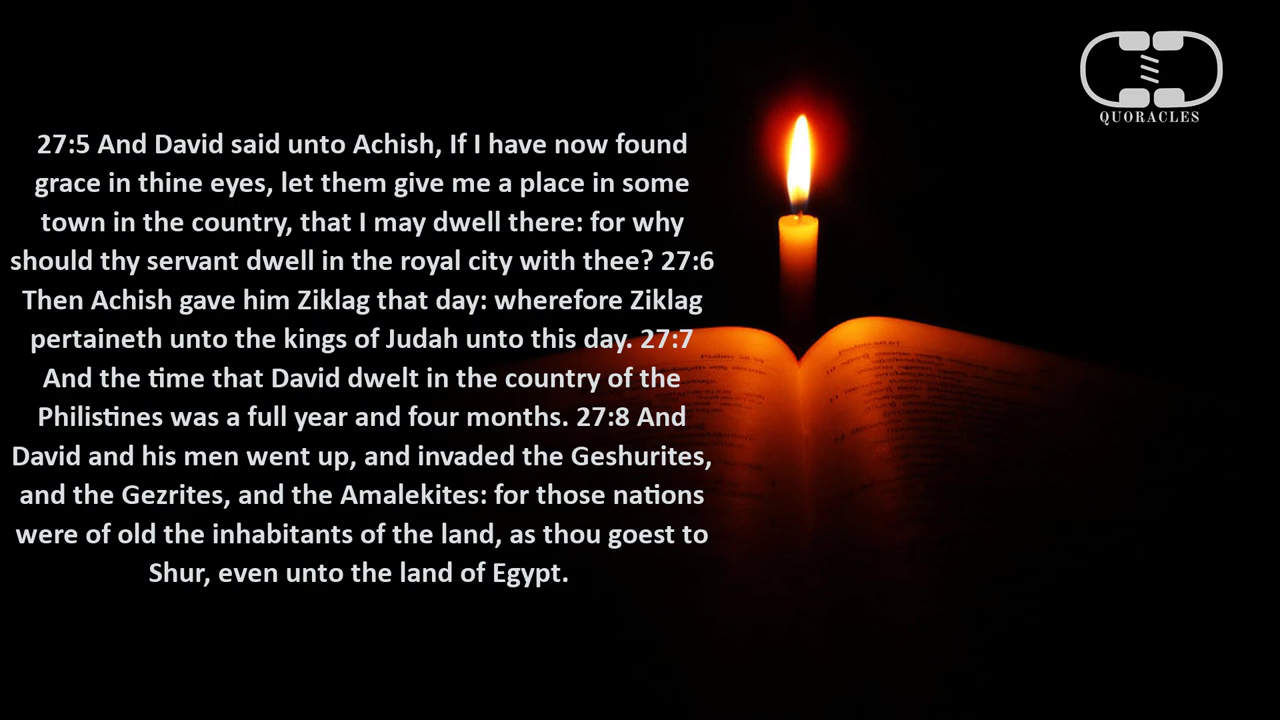 27:5 And David said unto Achish, If I have now found
grace in thine eyes, let them give me a place in some
town in the country, that I may dwell there: for why
should thy servant dwell in the royal city with thee? 27:6
Then Achish gave him Ziklag that day: wherefore Ziklag
pertaineth unto the kings of Judah unto this day. 27:7
And the time that David dwelt in the country of the
Philistines was a full year and four months. 27:8 And
David and his men went up, and invaded the Geshurites,
and the Gezrites, and the Amalekites: for those nations
were of old the inhabitants of the land, as thou goest to
Shur, even unto the land of Egypt.
QUORACLES